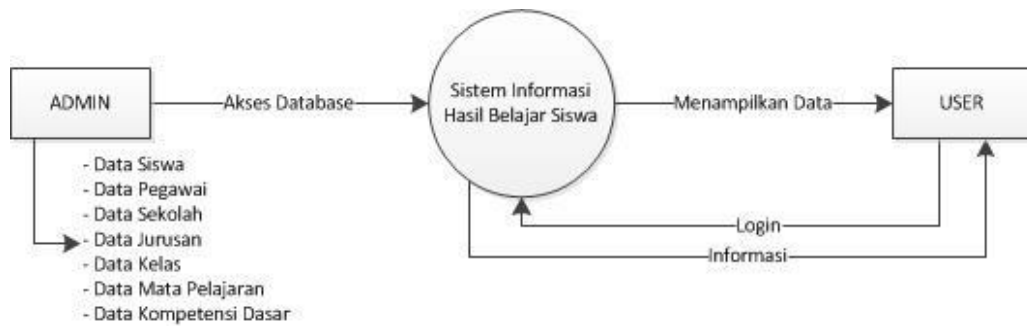 ADMIN
Akses Database
Sistem Informasi
Hasil Belajar Siswa
Menampilkan Data
USER
- Data Siswa
- Data Pegawai
- Data Sekolah
- Data Jurusan
- Data Kelas
- Data Mata Pelajaran
- Data Kompetensi Dasar
Login
Informasi